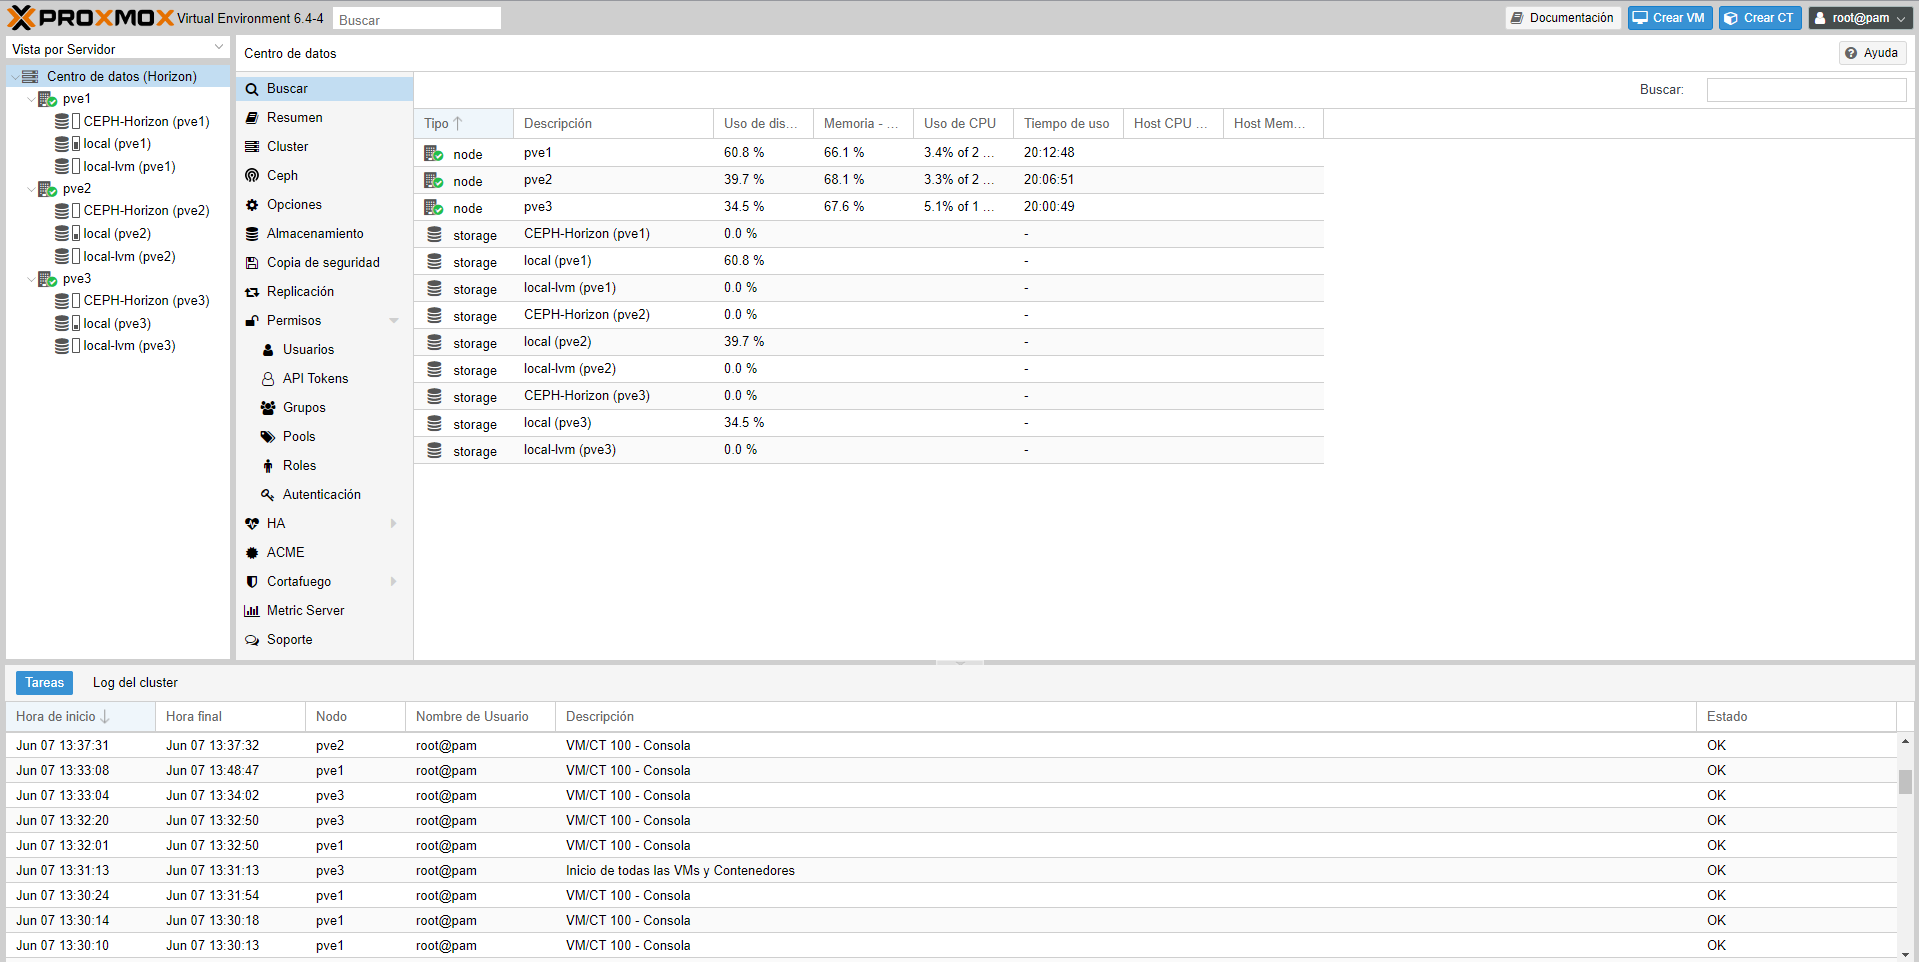 PROXMOX Virtual Environment 6.4-4 Buscar Documentación Crear VM Crear CT root@pam
Vista por Servidor
Centro de datos (Horizon)
pve1
CEPH-Horizon (pve1)
local (pve1)
local-lvm (pve1)
pve2
CEPH-Horizon (pve2)
local (pve2)
local-lvm (pve2)
pve3
CEPH-Horizon (pve3)
local (pve3)
local-lvm (pve3)
Centro de datos Ayuda
Buscar
Resumen
Cluster
Ceph
Opciones
Almacenamiento
Copia de seguridad
Replicación
Permisos
Usuarios
API Tokens
Grupos
Pools
Roles
Autenticación
HA
ACME
Cortafuego
Metric Server
Soporte
Buscar:
Tipo Descripción Uso de dis... Memoria - ... Uso de CPU Tiempo de uso Host CPU ... Host Mem...
node pve1 60.8 % 66.1 % 3.4% of 2 ... 20:12:48
node pve2 39.7 % 68.1 % 3.3% of 2 ... 20:06:51
node pve3 34.5 % 67.6 % 5.1% of 1 ... 20:00:49
storage CEPH-Horizon (pve1) 0.0 % -
storage local (pve1) 60.8 % -
storage local-lvm (pve1) 0.0 % -
storage CEPH-Horizon (pve2) 0.0 % -
storage local (pve2) 39.7 % -
storage local-lvm (pve2) 0.0 % -
storage CEPH-Horizon (pve3) 0.0 % -
storage local (pve3) 34.5 % -
storage local-lvm (pve3) 0.0 % -
Tareas Log del cluster
Hora de inicio Hora final Nodo Nombre de Usuario Descripción Estado
Jun 07 13:37:31 Jun 07 13:37:32 pve2 root@pam VM/CT 100 - Consola OK
Jun 07 13:33:08 Jun 07 13:48:47 pve1 root@pam VM/CT 100 - Consola OK
Jun 07 13:33:04 Jun 07 13:34:02 pve3 root@pam VM/CT 100 - Consola OK
Jun 07 13:32:20 Jun 07 13:32:50 pve3 root@pam VM/CT 100 - Consola OK
Jun 07 13:32:01 Jun 07 13:32:50 pve1 root@pam VM/CT 100 - Consola OK
Jun 07 13:31:13 Jun 07 13:31:13 pve3 root@pam Inicio de todas las VMs y Contenedores OK
Jun 07 13:30:24 Jun 07 13:31:54 pve1 root@pam VM/CT 100 - Consola OK
Jun 07 13:30:14 Jun 07 13:30:18 pve1 root@pam VM/CT 100 - Consola OK
Jun 07 13:30:10 Jun 07 13:30:13 pve1 root@pam VM/CT 100 - Consola OK